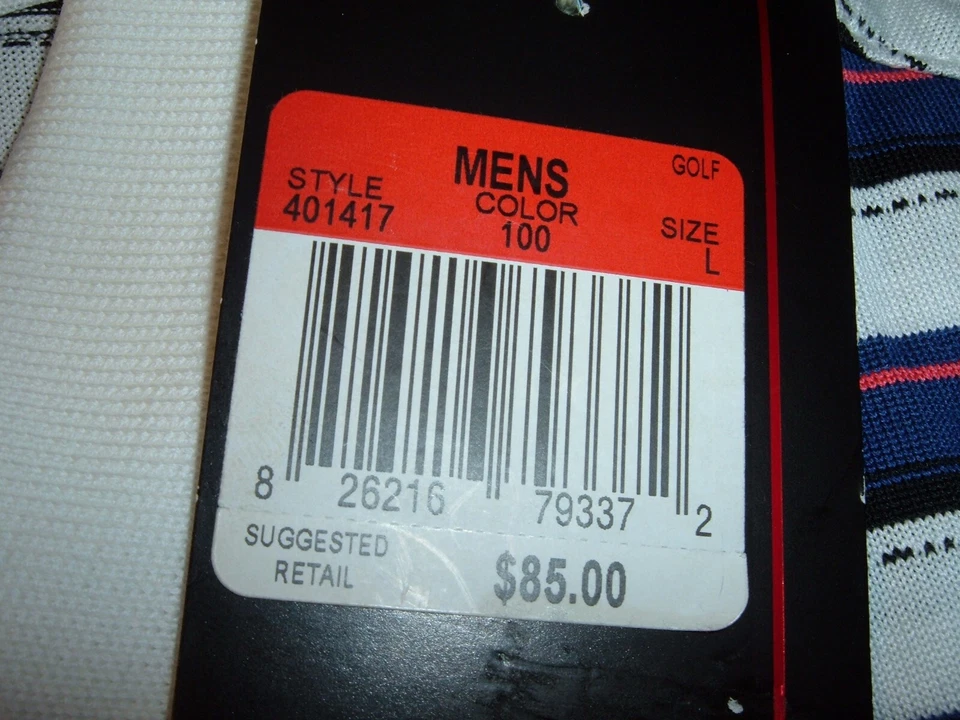 MENS GOLF
STYLE COLOR SIZE
401417 100 L
8 26216 79337 2
SUGGESTED
RETAIL $85.00